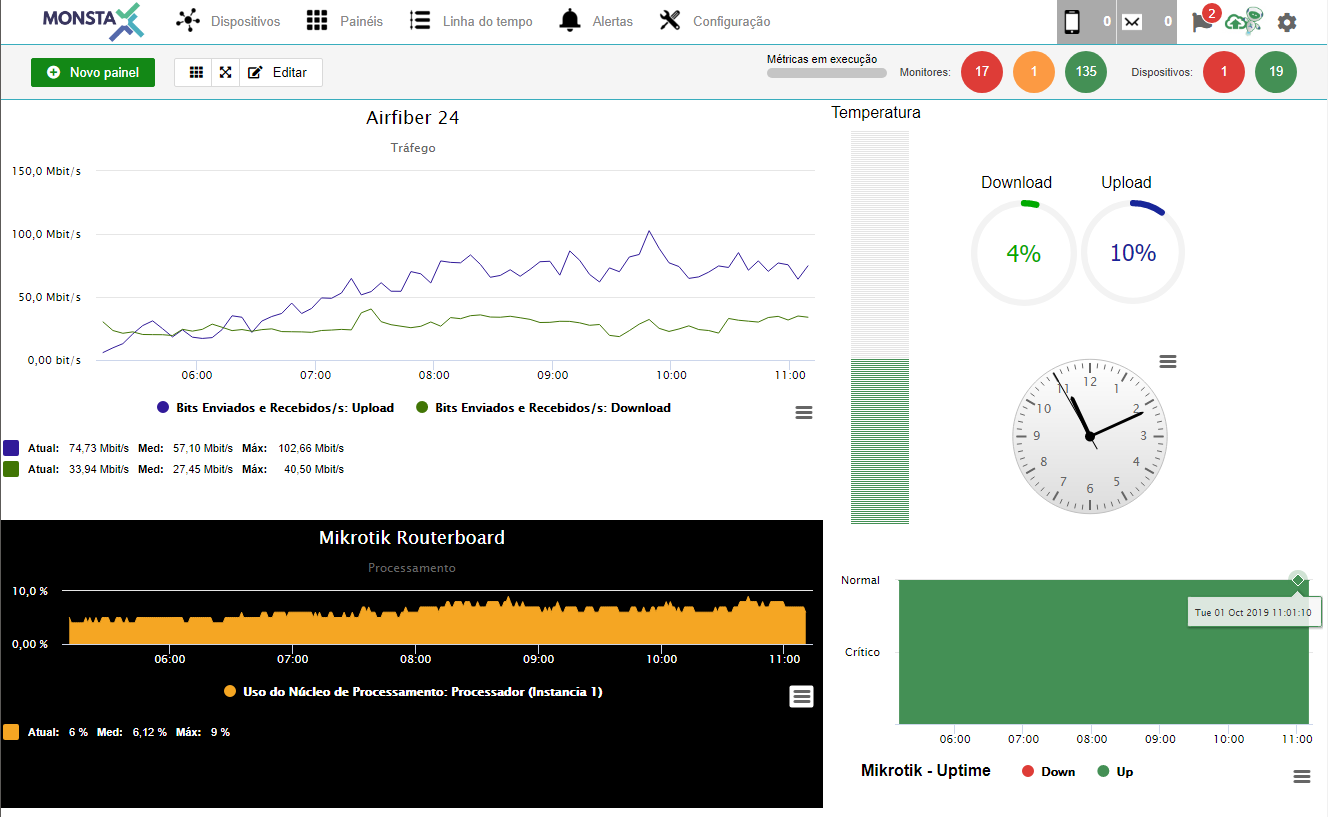 MONSTA
Dispositivos
Painéis
Linha do tempo
Alertas
Configuração
0
0
2
Novo painel
Editar
Métricas em execução
Monitores:
17
1
135
Dispositivos:
1
19
Airfiber 24
Tráfego
150,0 Mbit/s
100,0 Mbit/s
50,0 Mbit/s
0,00 bit/s
06:00 07:00 08:00 09:00 10:00 11:00
Bits Enviados e Recebidos/s: Upload Bits Enviados e Recebidos/s: Download
Atual: 74,73 Mbit/s Med: 57,10 Mbit/s Máx: 102,66 Mbit/s
Atual: 33,94 Mbit/s Med: 27,45 Mbit/s Máx: 40,50 Mbit/s
Temperatura
Download
4%
Upload
10%
12
1
2
3
4
5
6
7
8
9
10
11
Mikrotik Routerboard
Processamento
10,0 %
0,00 %
06:00 07:00 08:00 09:00 10:00 11:00
Uso do Núcleo de Processamento: Processador (Instancia 1)
Atual: 6 % Med: 6,12 % Máx: 9 %
Normal
Tue 01 Oct 2019 11:01:10
Crítico
06:00 07:00 08:00 09:00 10:00 11:00
Mikrotik - Uptime Down Up